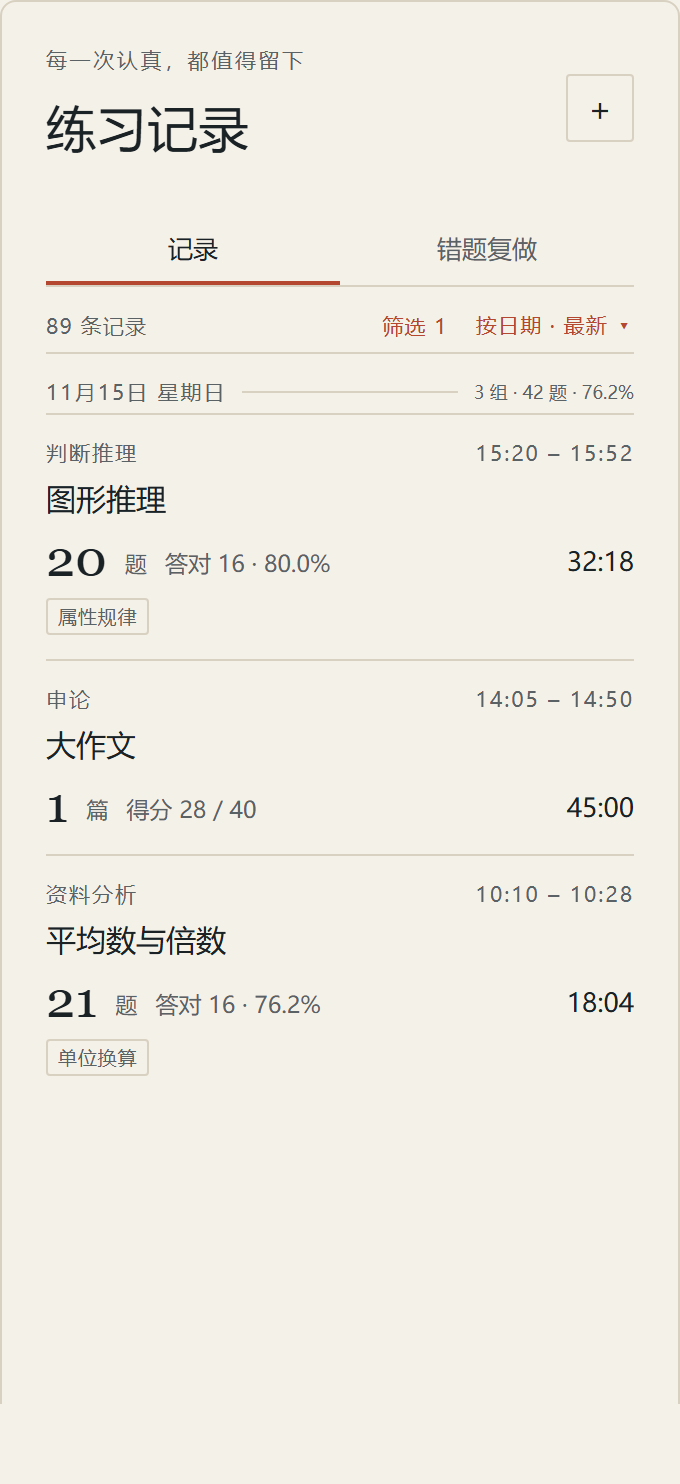 每一次认真，都值得留下
练习记录
+
记录 错题复做
89 条记录 筛选 1 按日期 · 最新 ▼
11月15日 星期日 3 组 · 42 题 · 76.2%
判断推理 15:20 – 15:52
图形推理
20 题 答对 16 · 80.0% 32:18
属性规律
申论 14:05 – 14:50
大作文
1 篇 得分 28 / 40 45:00
资料分析 10:10 – 10:28
平均数与倍数
21 题 答对 16 · 76.2% 18:04
单位换算